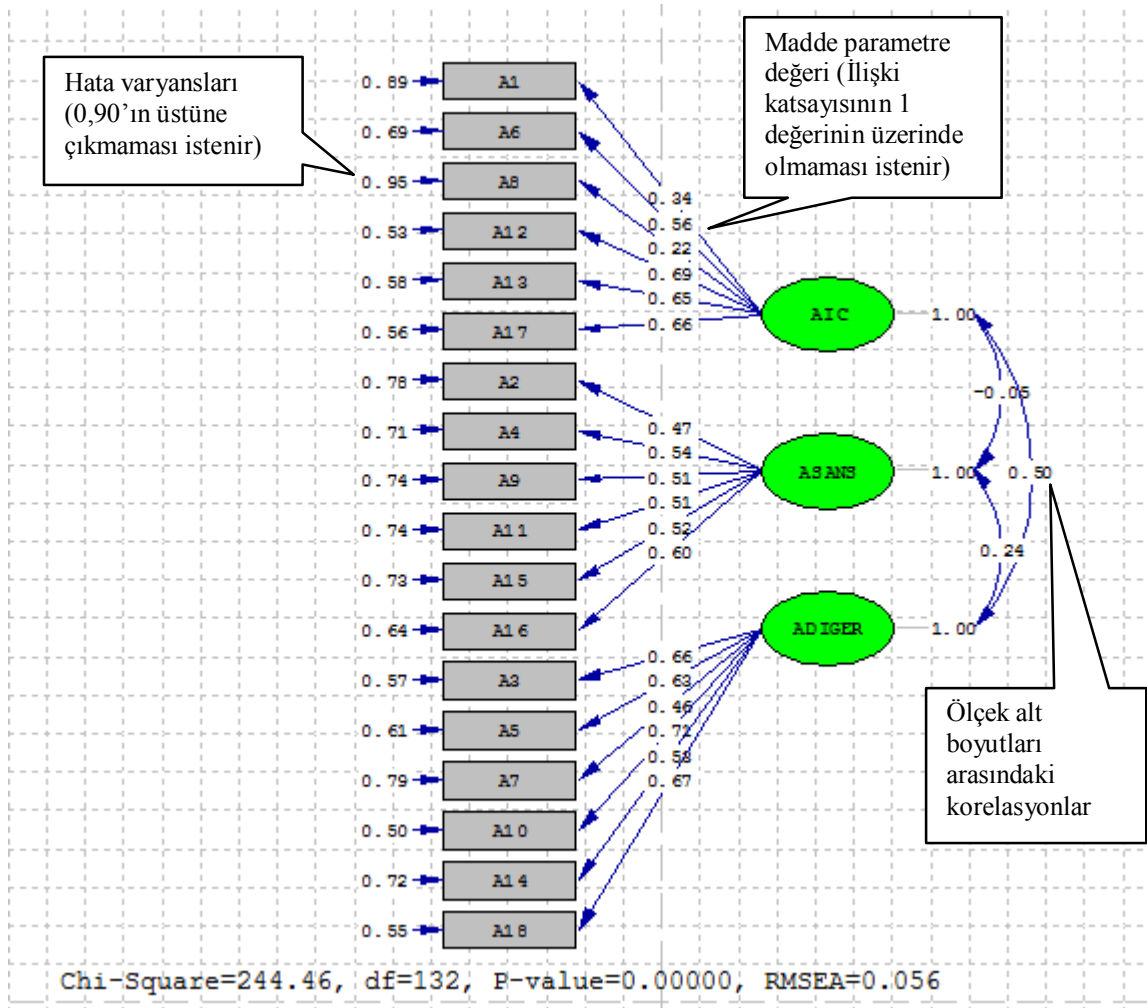 Hata varyansları
(0,90’ın üstüne
çıkmaması istenir)
Madde parametre
değeri (İlişki
katsayısının 1
değerinin üzerinde
olmaması istenir)
0.89 A1
0.69 A6
0.95 A8
0.53 A12
0.58 A13
0.56 A17
0.78 A2
0.71 A4
0.74 A9
0.74 A11
0.73 A15
0.64 A16
0.57 A3
0.61 A5
0.79 A7
0.50 A10
0.72 A14
0.55 A18
0.34
0.56
0.22
0.69
0.65
0.66
0.47
0.54
0.51
0.51
0.52
0.60
0.66
0.63
0.46
0.72
0.67
AIC 1.00
ASANS 1.00
ADIGER 1.00
0.50
0.24
Ölçek alt
boyutları
arasındaki
korelasyonlar
Chi-Square=244.46, df=132, P-value=0.00000, RMSEA=0.056